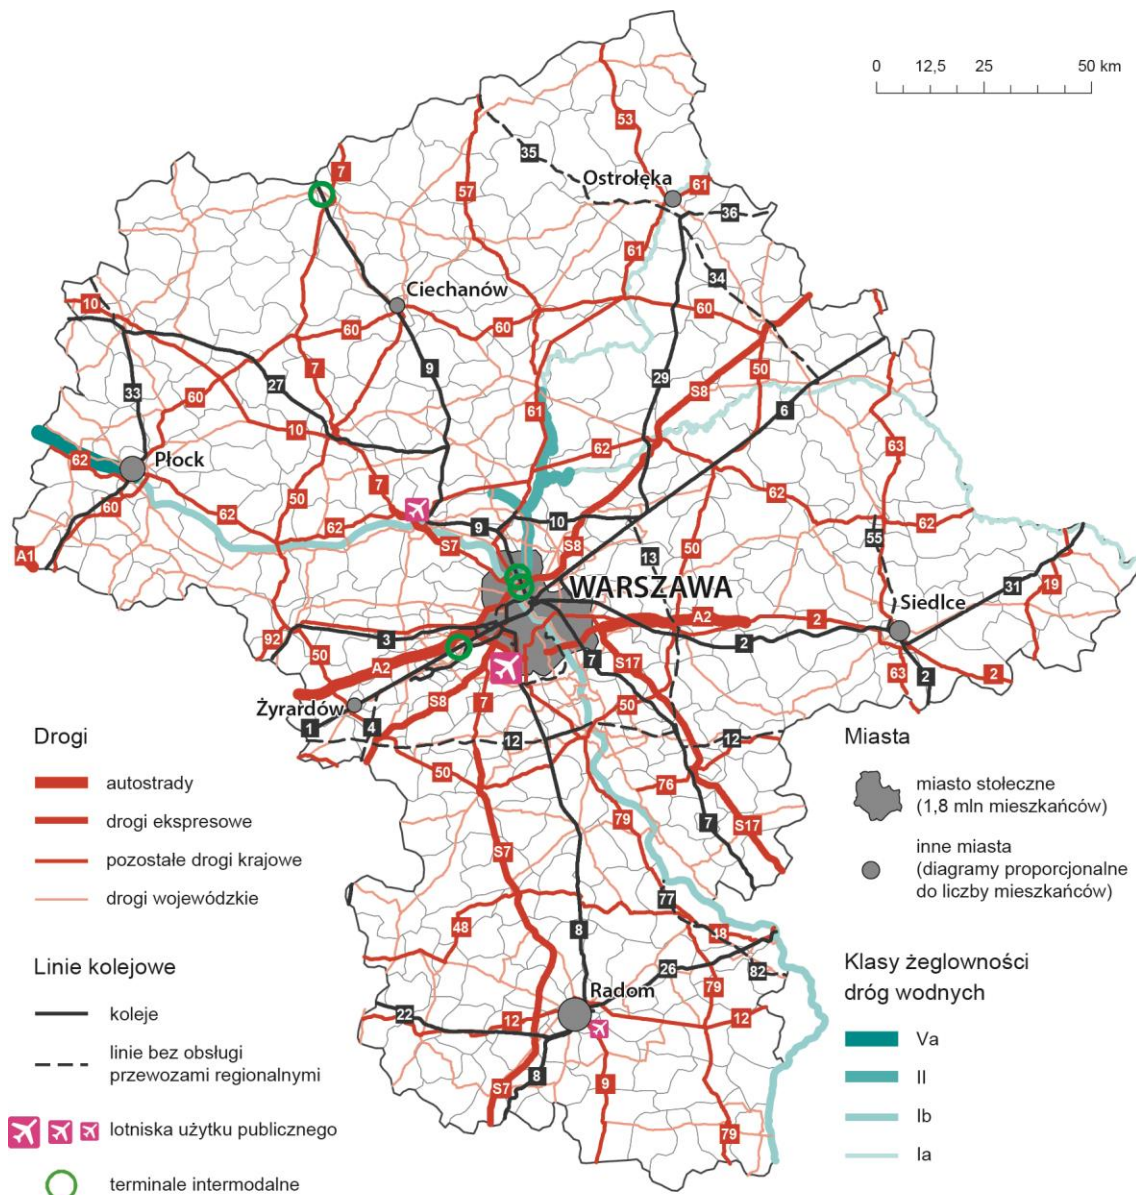 0 12,5 25 50 km
53
35
7
57
Ostrołęka
61
36
61
34
Ciechanów
10
60
60
60
9
7
27
33
60
29
S8
50
6
61
10
62
63
62
Płock
7
60
50
62
62
62
62
9
10
S7
S8
13
50
55
A1
WARSZAWA
31
19
Siedlce
92
3
A2
2
2
50
A2
7
S17
63
2
2
Żyrardów
S8
7
50
1
4
12
12
50
76
79
7
S17
S7
77
48
8
48
26
82
Radom
79
22
12
12
8
S7
9
79
Drogi
autostrady
drogi ekspresowe
pozostałe drogi krajowe
drogi wojewódzkie
Linie kolejowe
koleje
linie bez obsługi
przewozami regionalnymi
lotniska użytku publicznego
terminale intermodalne
Miasta
miasto stołeczne
(1,8 mln mieszkańców)
inne miasta
(diagramy proporcjonalne
do liczby mieszkańców)
Klasy żeglowności
dróg wodnych
Va
II
Ib
Ia